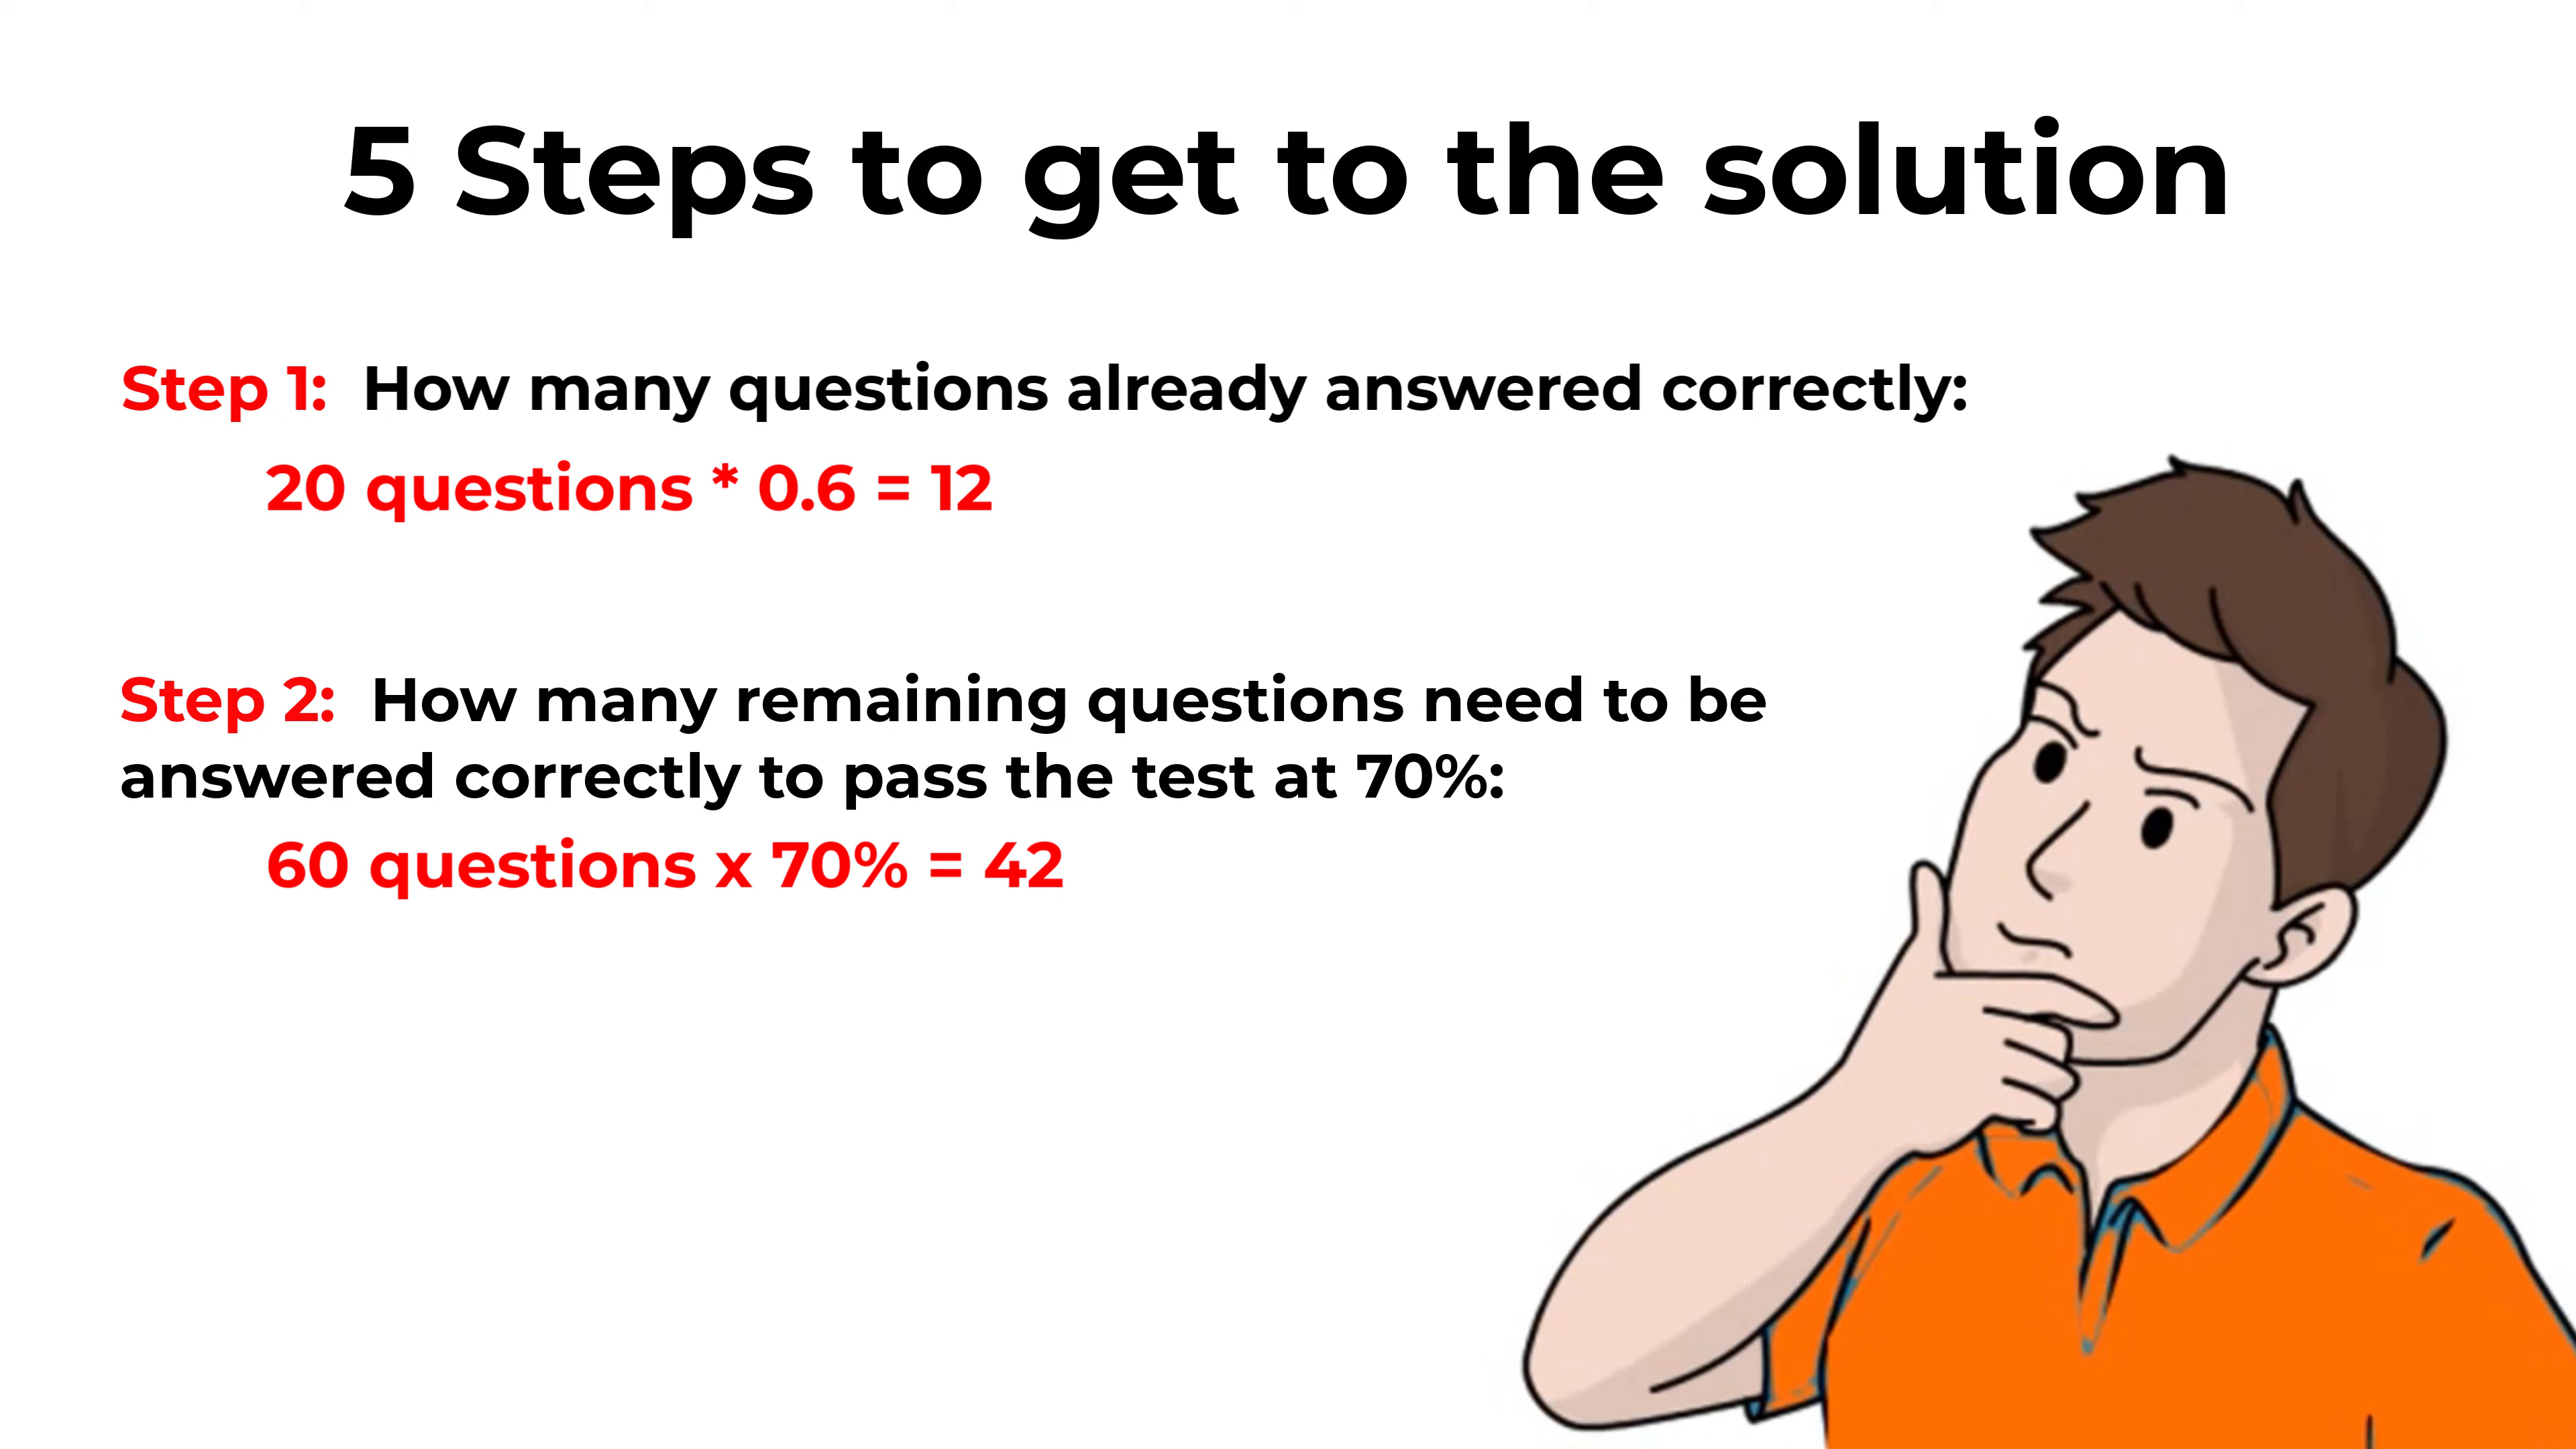 5 Steps to get to the solution
Step 1: How many questions already answered correctly:
20 questions * 0.6 = 12
Step 2: How many remaining questions need to be
answered correctly to pass the test at 70%:
60 questions x 70% = 42